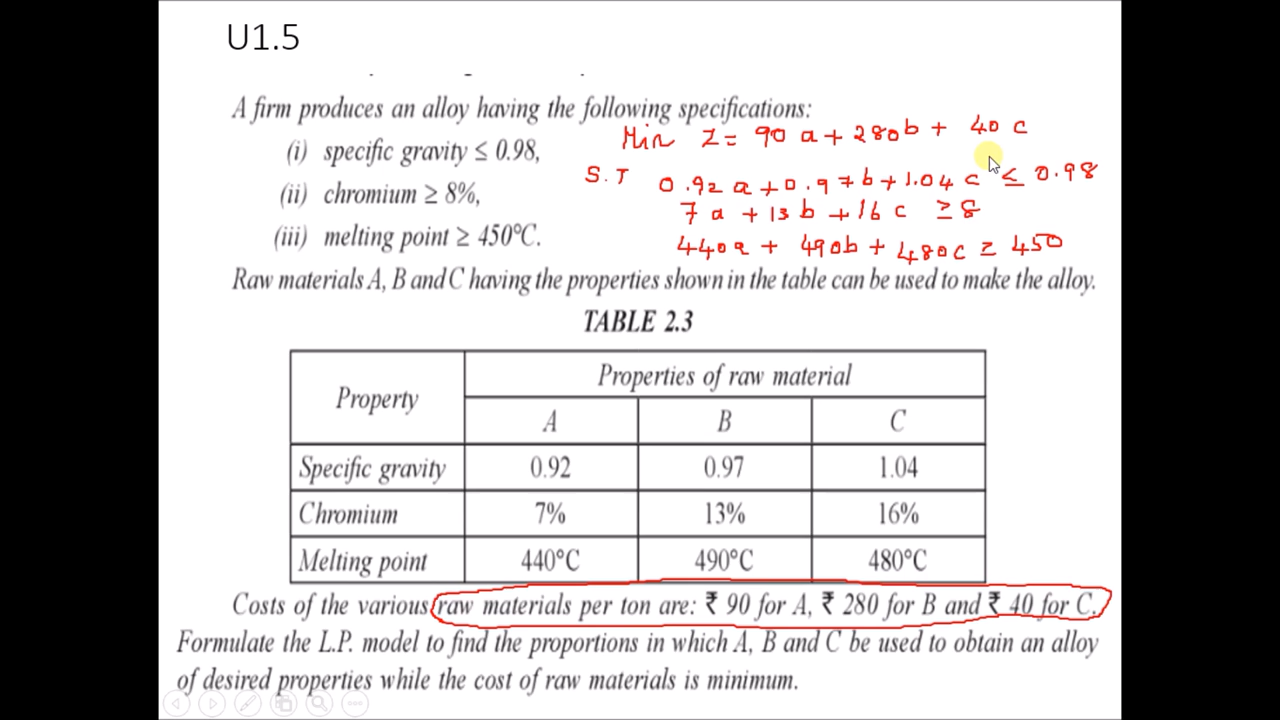 U1.5
A firm produces an alloy having the following specifications:
Min Z = 90 a + 280 b + 40 c
(i) specific gravity ≤ 0.98,
S.T 0.92 a + 0.97 b + 1.04 c ≤ 0.98
(ii) chromium ≥ 8%,
7 a + 13 b + 16 c ≥ 8
(iii) melting point ≥ 450°C.
440a + 490b + 480c ≥ 450
Raw materials A, B and C having the properties shown in the table can be used to make the alloy.
TABLE 2.3
Property
Properties of raw material
A B C
Specific gravity 0.92 0.97 1.04
Chromium 7% 13% 16%
Melting point 440°C 490°C 480°C
Costs of the various raw materials per ton are: ₹ 90 for A, ₹ 280 for B and ₹ 40 for C.
Formulate the L.P. model to find the proportions in which A, B and C be used to obtain an alloy
of desired properties while the cost of raw materials is minimum.